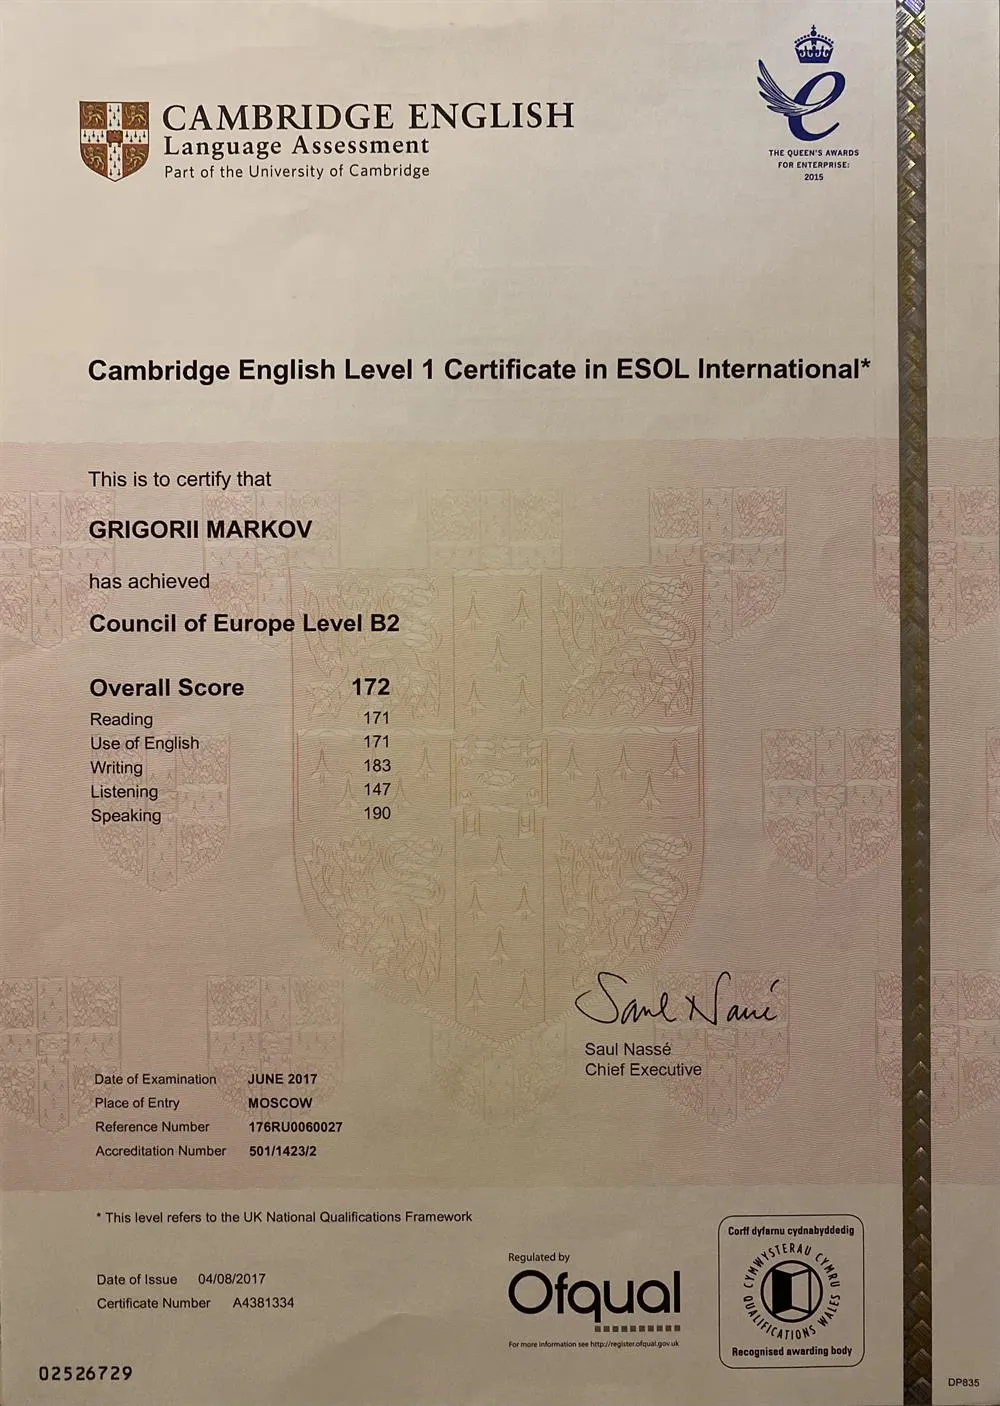 CAMBRIDGE ENGLISH
Language Assessment
Part of the University of Cambridge
THE QUEEN'S AWARDS
FOR ENTERPRISE:
2015
Cambridge English Level 1 Certificate in ESOL International*
This is to certify that
GRIGORII MARKOV
has achieved
Council of Europe Level B2
Overall Score 172
Reading 171
Use of English 171
Writing 183
Listening 147
Speaking 190
Saul Nassé
Saul Nassé
Chief Executive
Date of Examination JUNE 2017
Place of Entry MOSCOW
Reference Number 176RU0060027
Accreditation Number 501/1423/2
* This level refers to the UK National Qualifications Framework
Date of Issue 04/08/2017
Certificate Number A4381334
Regulated by
Ofqual
For more information see http://register.ofqual.gov.uk
Corff dyfarnu cydnabyddedig
CYMWYSTERAU CYMRU
QUALIFICATIONS WALES
Recognised awarding body
02526729
DP835